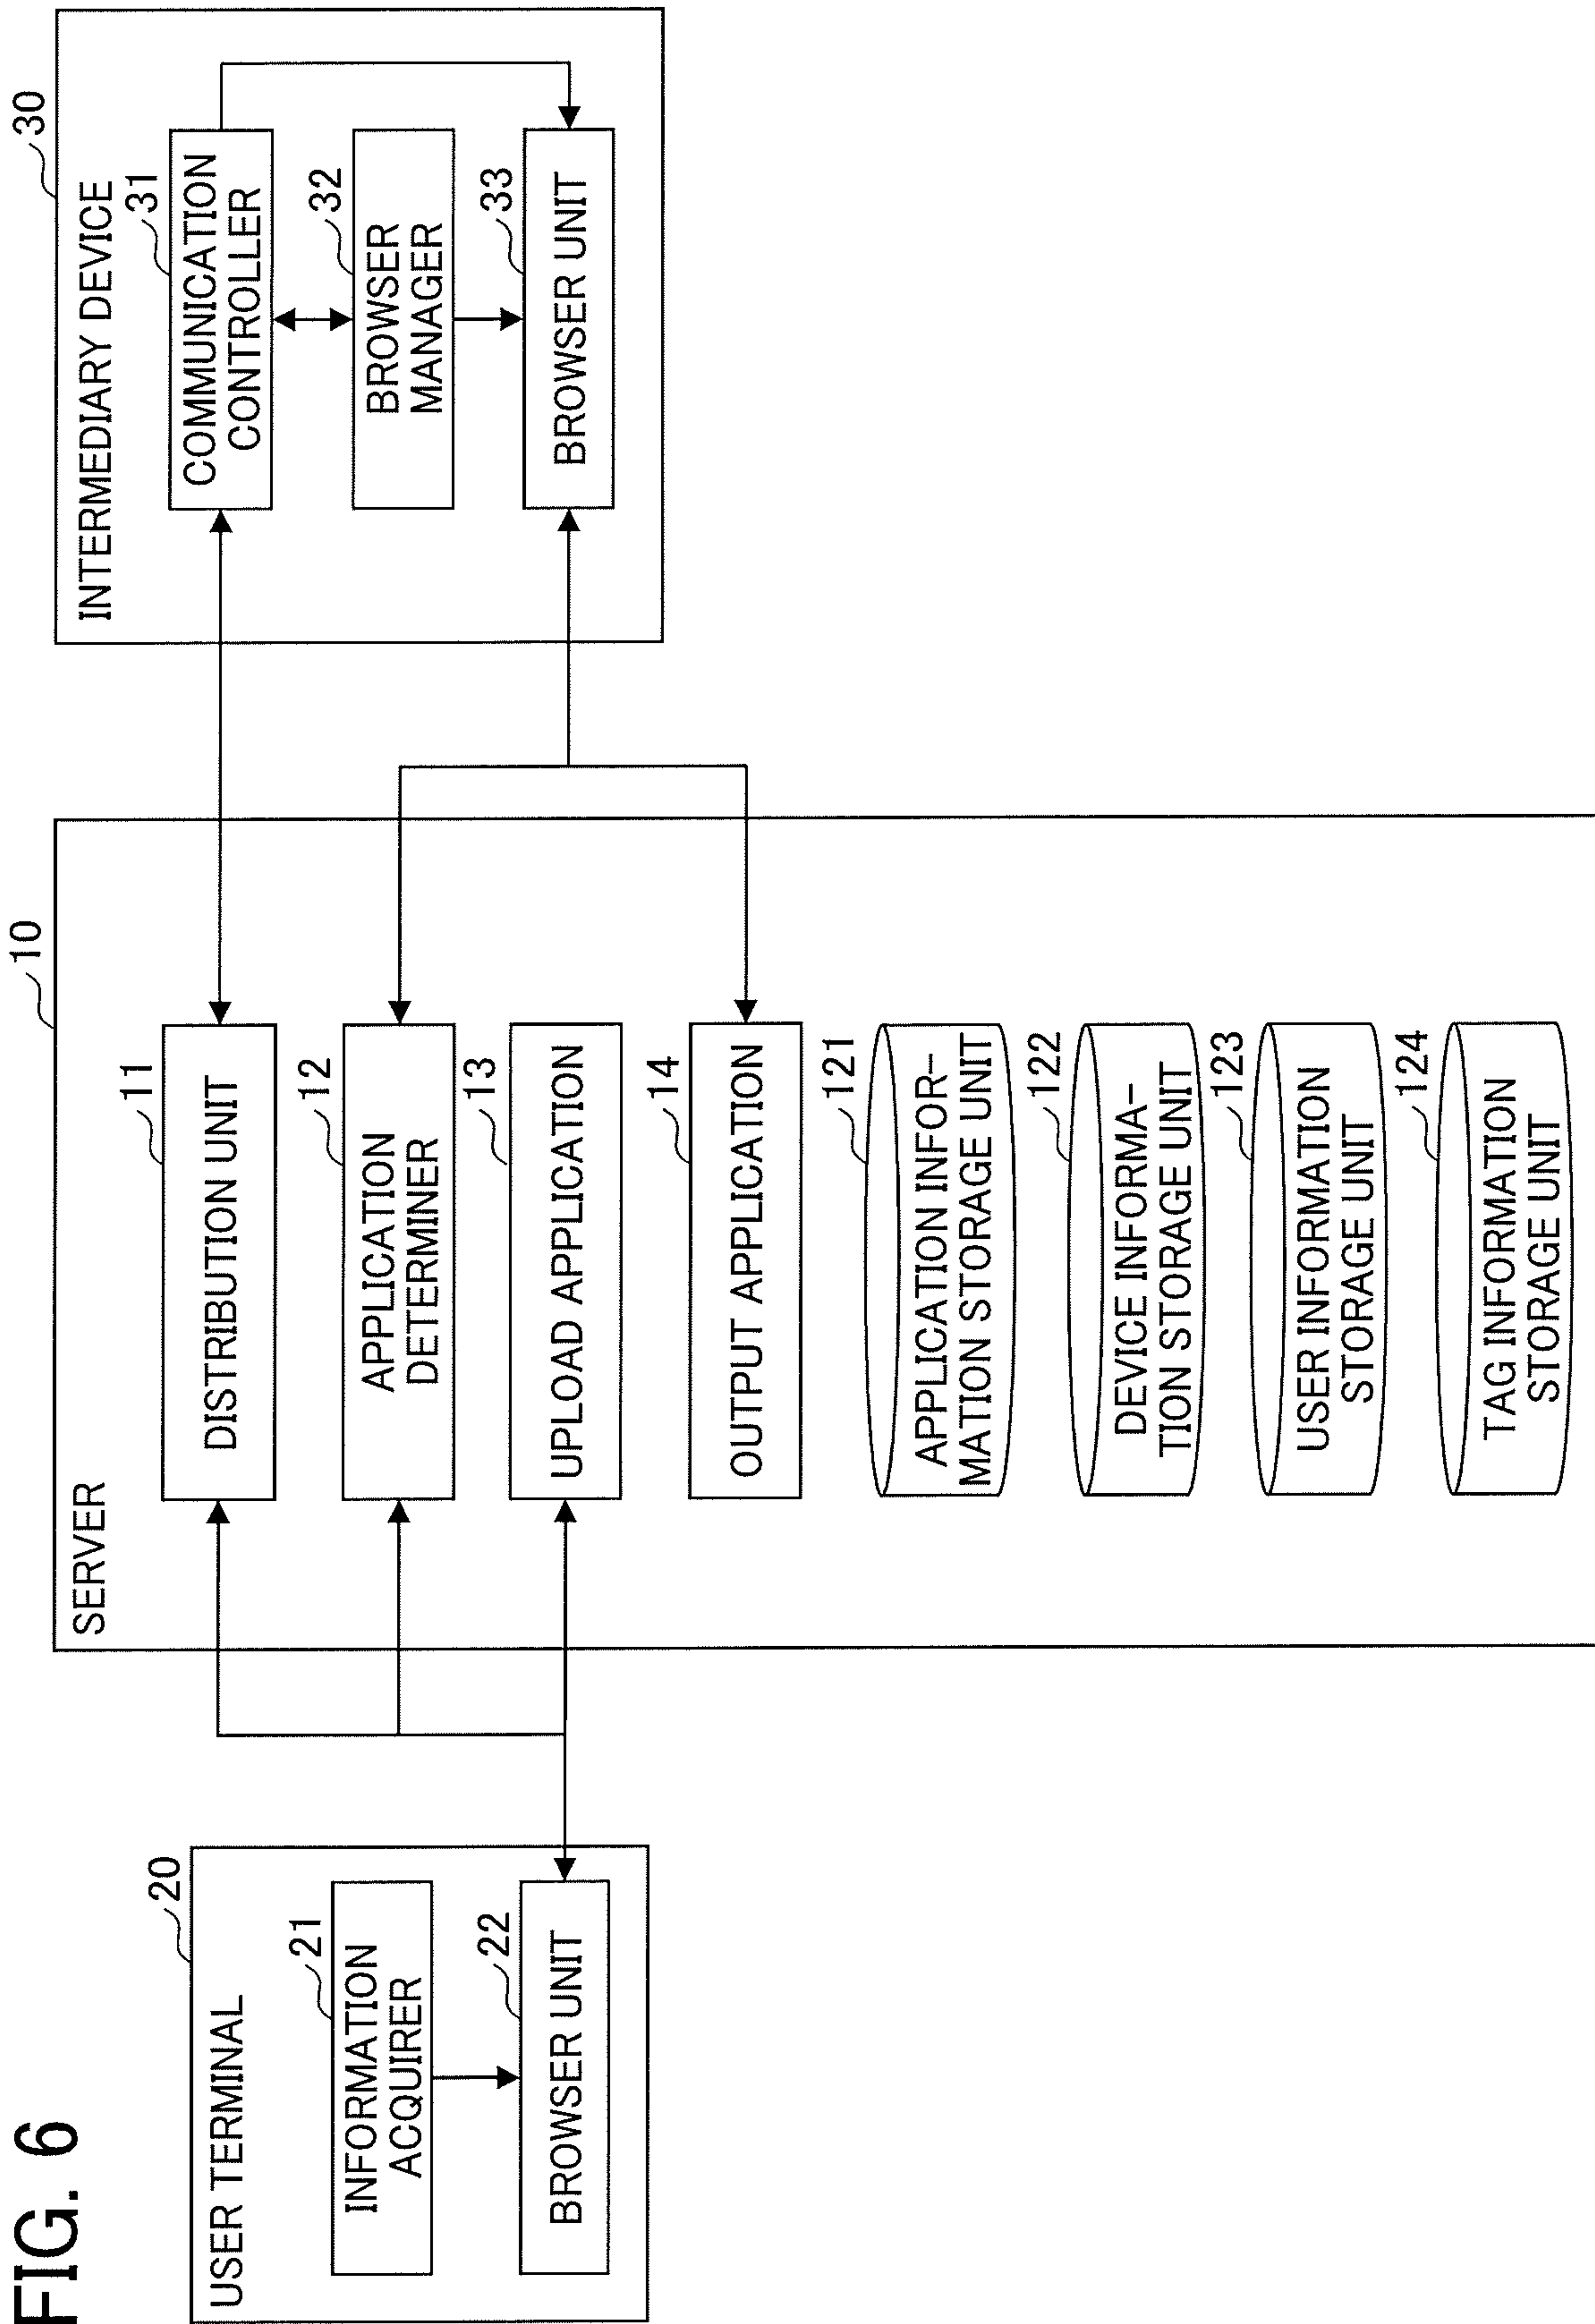 FIG. 6
USER TERMINAL
20
INFORMATION
ACQUIRER
21
BROWSER UNIT
22
SERVER
10
DISTRIBUTION UNIT
11
APPLICATION
DETERMINER
12
UPLOAD APPLICATION
13
OUTPUT APPLICATION
14
APPLICATION INFOR-
MATION STORAGE UNIT
121
DEVICE INFORMA-
TION STORAGE UNIT
122
USER INFORMATION
STORAGE UNIT
123
TAG INFORMATION
STORAGE UNIT
124
INTERMEDIARY DEVICE
30
COMMUNICATION
CONTROLLER
31
BROWSER
MANAGER
32
BROWSER UNIT
33